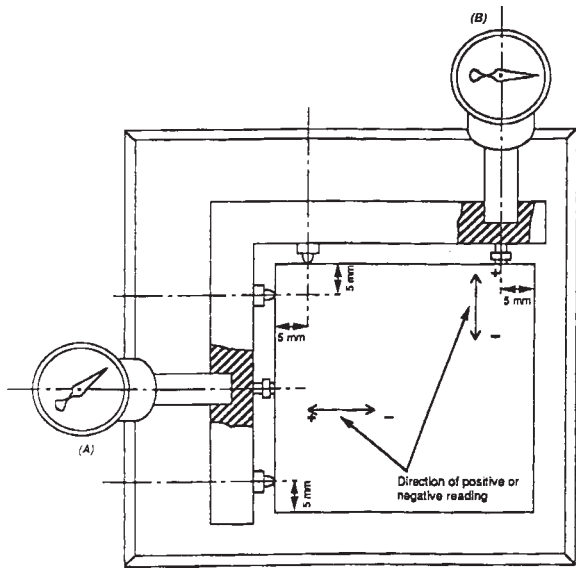 (B)
+
5 mm
5 mm
5 mm
−
+
−
(A)
Direction of positive or
negative reading
5 mm